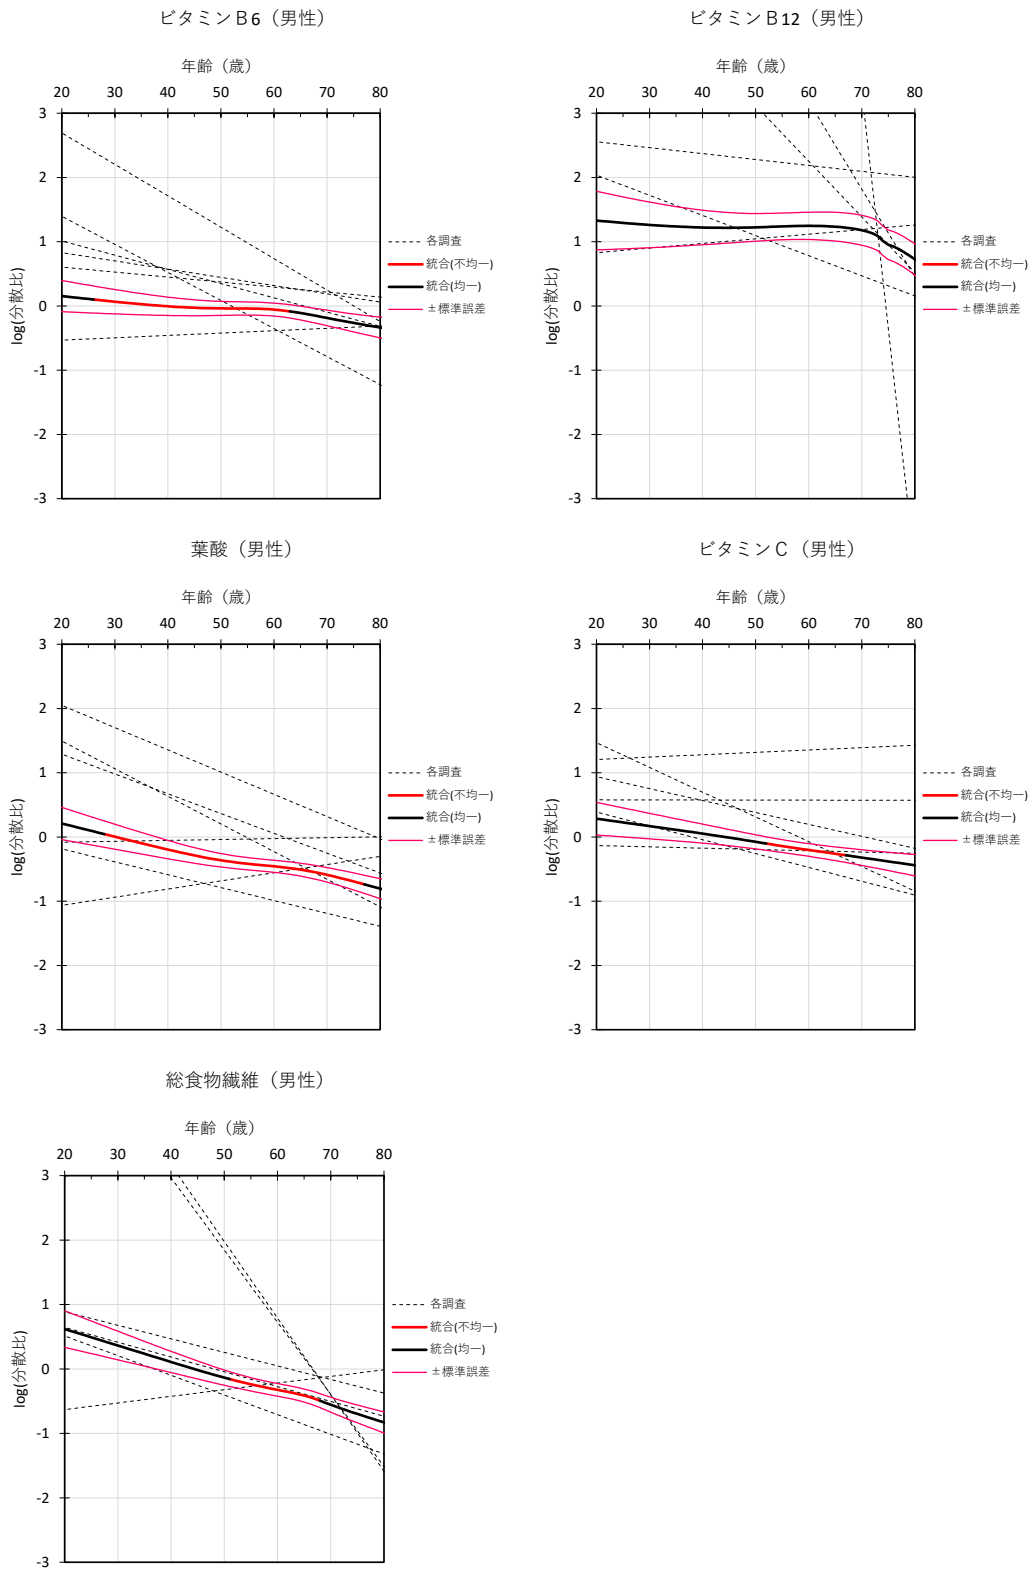 ビタミンB6（男性）
年齢（歳）
20 30 40 50 60 70 80
3
2
1
0
-1
-2
-3
log(分散比)
各調査
統合(不均一)
統合(均一)
±標準誤差
ビタミンB12（男性）
年齢（歳）
20 30 40 50 60 70 80
3
2
1
0
-1
-2
-3
log(分散比)
各調査
統合(不均一)
統合(均一)
±標準誤差
葉酸（男性）
年齢（歳）
20 30 40 50 60 70 80
3
2
1
0
-1
-2
-3
log(分散比)
各調査
統合(不均一)
統合(均一)
±標準誤差
ビタミンC（男性）
年齢（歳）
20 30 40 50 60 70 80
3
2
1
0
-1
-2
-3
log(分散比)
各調査
統合(不均一)
統合(均一)
±標準誤差
総食物繊維（男性）
年齢（歳）
20 30 40 50 60 70 80
3
2
1
0
-1
-2
-3
log(分散比)
各調査
統合(不均一)
統合(均一)
±標準誤差